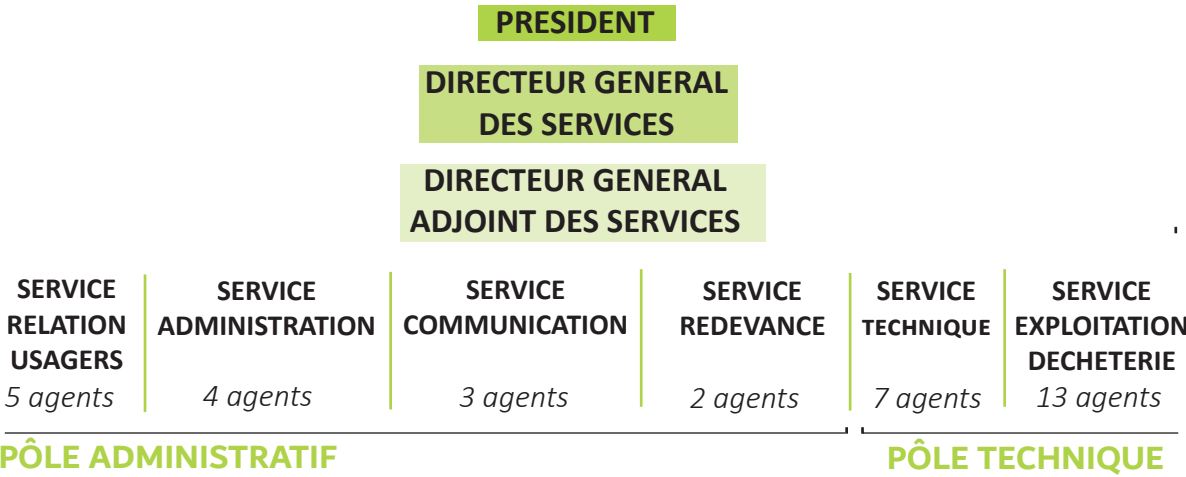 PRESIDENT
DIRECTEUR GENERAL
DES SERVICES
DIRECTEUR GENERAL
ADJOINT DES SERVICES
SERVICE
RELATION
USAGERS
5 agents
SERVICE
ADMINISTRATION
4 agents
SERVICE
COMMUNICATION
3 agents
SERVICE
REDEVANCE
2 agents
SERVICE
TECHNIQUE
7 agents
SERVICE
EXPLOITATION
DECHETERIE
13 agents
PÔLE ADMINISTRATIF
PÔLE TECHNIQUE